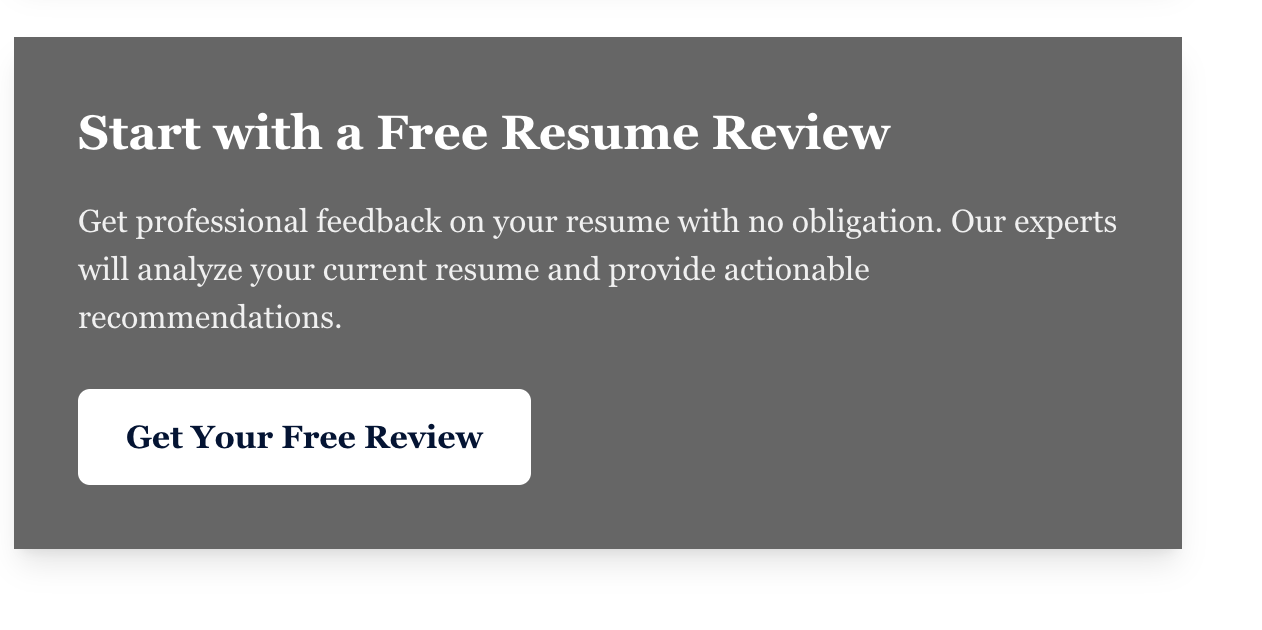 Start with a Free Resume Review
Get professional feedback on your resume with no obligation. Our experts
will analyze your current resume and provide actionable
recommendations.
Get Your Free Review